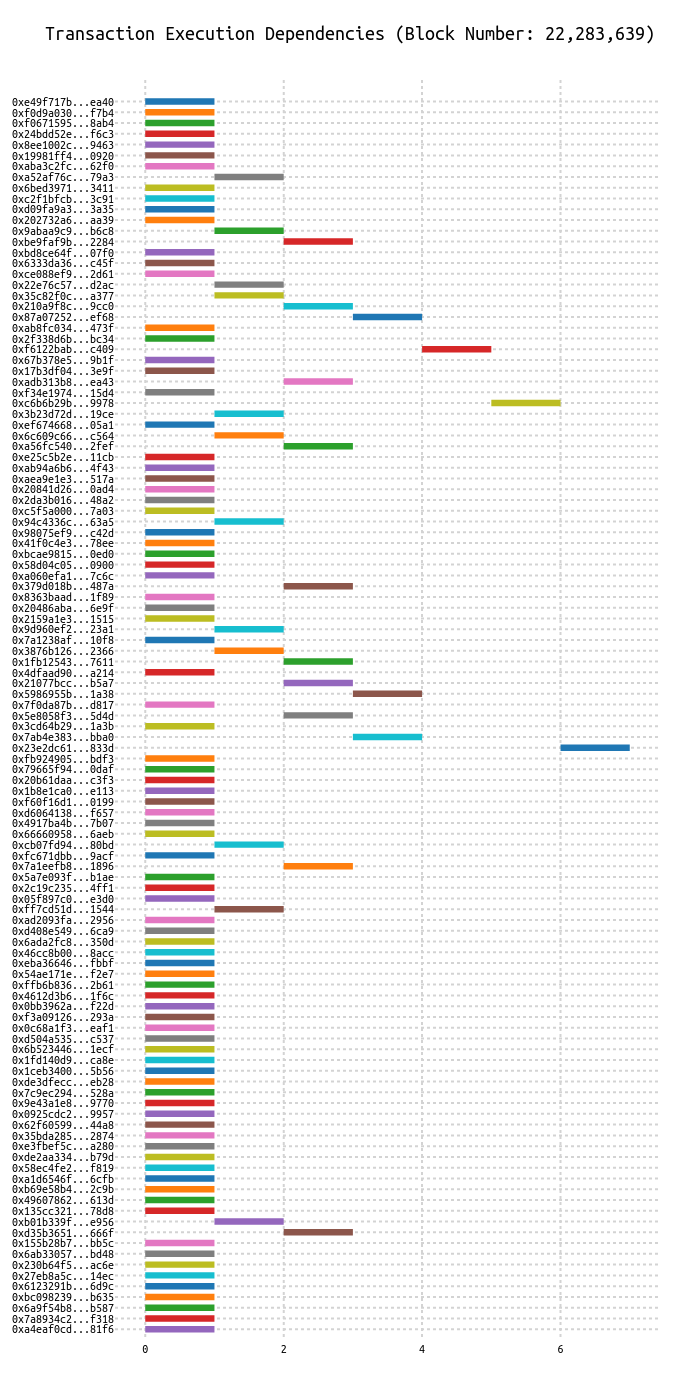 Transaction Execution Dependencies (Block Number: 22,283,639)
0xe49f717b...ea40
0xf0d9a030...f7b4
0xf0671595...8ab4
0x24bdd52e...f6c3
0x8ee1002c...9463
0x19981ff4...0920
0xaba3c2fc...62f0
0xa52af76c...79a3
0x6bed3971...3411
0xc2f1bfcb...3c91
0xd09fa9a3...3a35
0x202732a6...aa39
0x9abaa9c9...b6c8
0xbe9faf9b...2284
0xbd8ce64f...07f0
0x6333da36...c45f
0xce088ef9...2d61
0x22e76c57...d2ac
0x35c82f0c...a377
0x210a9f8c...9cc0
0x87a07252...ef68
0xab8fc034...473f
0x2f338d6b...bc34
0xf6122bab...c409
0x67b378e5...9b1f
0x17b3df04...3e9f
0xadb313b8...ea43
0xf34e1974...15d4
0xc6b6b29b...9978
0x3b23d72d...19ce
0xef674668...05a1
0x6c609c66...c564
0xa56fc540...2fef
0xe25c5b2e...11cb
0xab94a6b6...4f43
0xaea9e1e3...517a
0x20841d26...0ad4
0x2da3b016...48a2
0xc5f5a000...7a03
0x94c4336c...63a5
0x98075ef9...c42d
0x41f0c4e3...78ee
0xbcae9815...0ed0
0x58d04c05...0900
0xa060efa1...7c6c
0x379d018b...487a
0x8363baad...1f89
0x20486aba...6e9f
0x2159a1e3...1515
0x9d960ef2...23a1
0x7a1238af...10f8
0x3876b126...2366
0x1fb12543...7611
0x4dfaad90...a214
0x21077bcc...b5a7
0x5986955b...1a38
0x7f0da87b...d817
0x5e8058f3...5d4d
0x3cd64b29...1a3b
0x7ab4e383...bba0
0x23e2dc61...833d
0xfb924905...bdf3
0x79665f94...0daf
0x20b61daa...c3f3
0x1b8e1ca0...e113
0xf60f16d1...0199
0xd6064138...f657
0x4917ba4b...7b07
0x66660958...6aeb
0xcb07fd94...80bd
0xfc671dbb...9acf
0x7a1eefb8...1896
0x5a7e093f...b1ae
0x2c19c235...4ff1
0x05f897c0...e3d0
0xff7cd51d...1544
0xad2093fa...2956
0xd408e549...6ca9
0x6ada2fc8...350d
0x46cc8b00...8acc
0xeba36646...fbbf
0x54ae171e...f2e7
0xffb6b836...2b61
0x4612d3b6...1f6c
0x0bb3962a...f22d
0xf3a09126...293a
0x0c68a1f3...eaf1
0xd504a535...c537
0x6b523446...1ecf
0x1fd140d9...ca8e
0x1ceb3400...5b56
0xde3dfecc...eb28
0x7c9ec294...528a
0x9e43a1e8...9770
0x0925cdc2...9957
0x62f60599...44a8
0x35bda285...2874
0xe3fbef5c...a280
0xde2aa334...b79d
0x58ec4fe2...f819
0xa1d6546f...6cfb
0xb69e58b4...2c9b
0x49607862...613d
0x135cc321...78d8
0xb01b339f...e956
0xd35b3651...666f
0x155b28b7...bb5c
0x6ab33057...bd48
0x230b64f5...ac6e
0x27eb8a5c...14ec
0x6123291b...6d9c
0xbc098239...b635
0x6a9f54b8...b587
0x7a8934c2...f318
0xa4eaf0cd...81f6
0 2 4 6